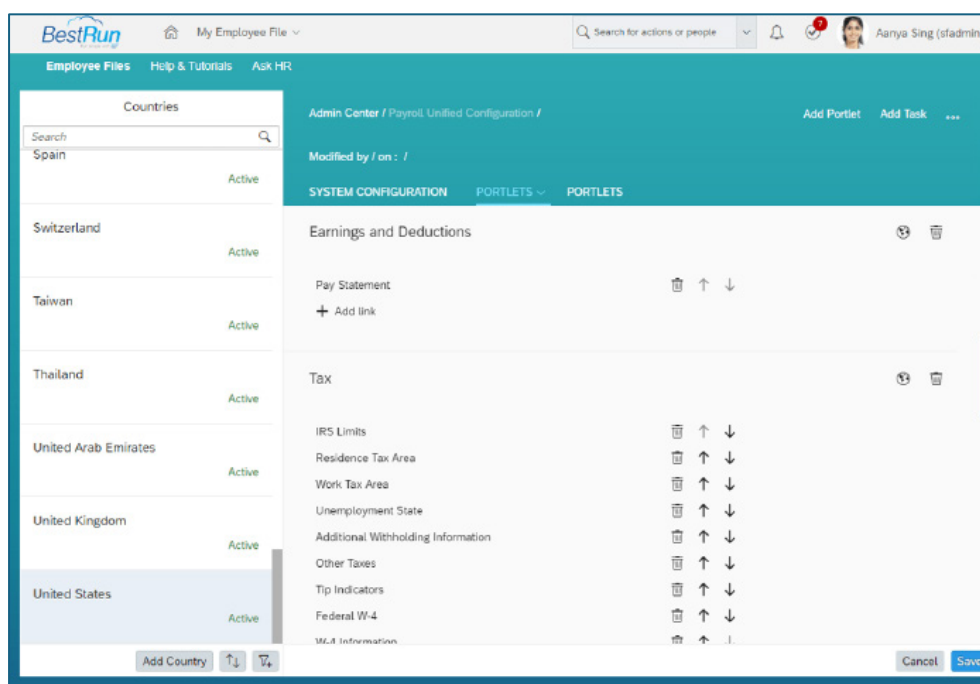 BestRun
My Employee File
Search for actions or people
7
Aanya Sing (sfadmin
Employee Files Help & Tutorials Ask HR
Countries
Search
Spain
Active
Switzerland
Active
Taiwan
Active
Thailand
Active
United Arab Emirates
Active
United Kingdom
Active
United States
Active
Add Country
Admin Center / Payroll Unified Configuration /
Add Portlet Add Task ...
Modified by / on : /
SYSTEM CONFIGURATION PORTLETS PORTLETS
Earnings and Deductions
Pay Statement
+ Add link
Tax
IRS Limits
Residence Tax Area
Work Tax Area
Unemployment State
Additional Withholding Information
Other Taxes
Tip Indicators
Federal W-4
W-4 Information
Cancel Save